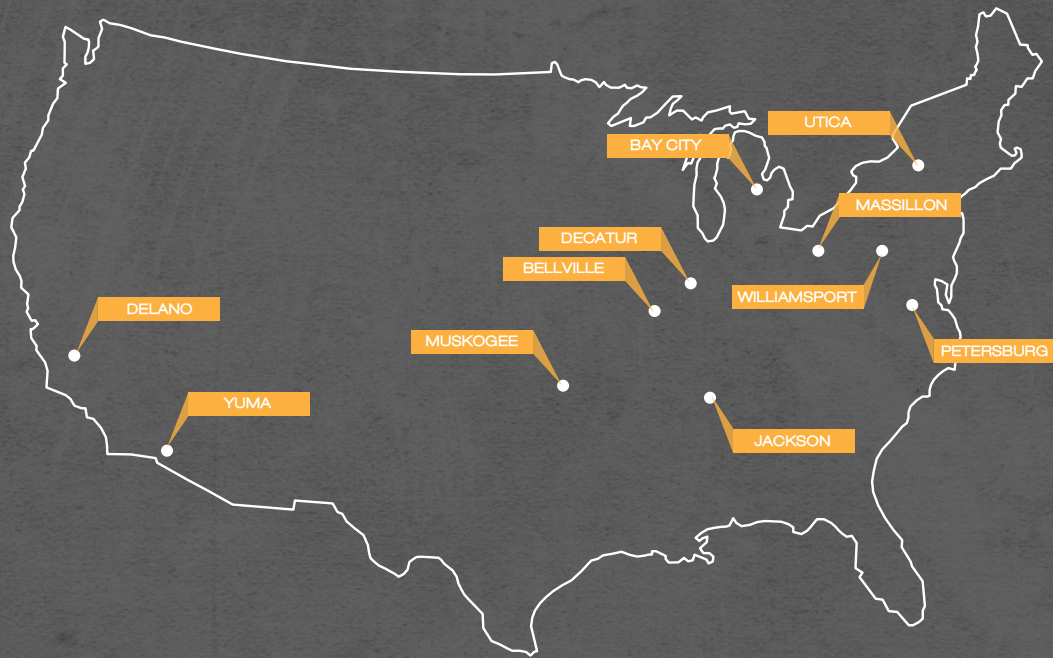 UTICA
BAY CITY
MASSILLON
DECATUR
BELLVILLE
WILLIAMSPORT
DELANO
MUSKOGEE
PETERSBURG
YUMA
JACKSON